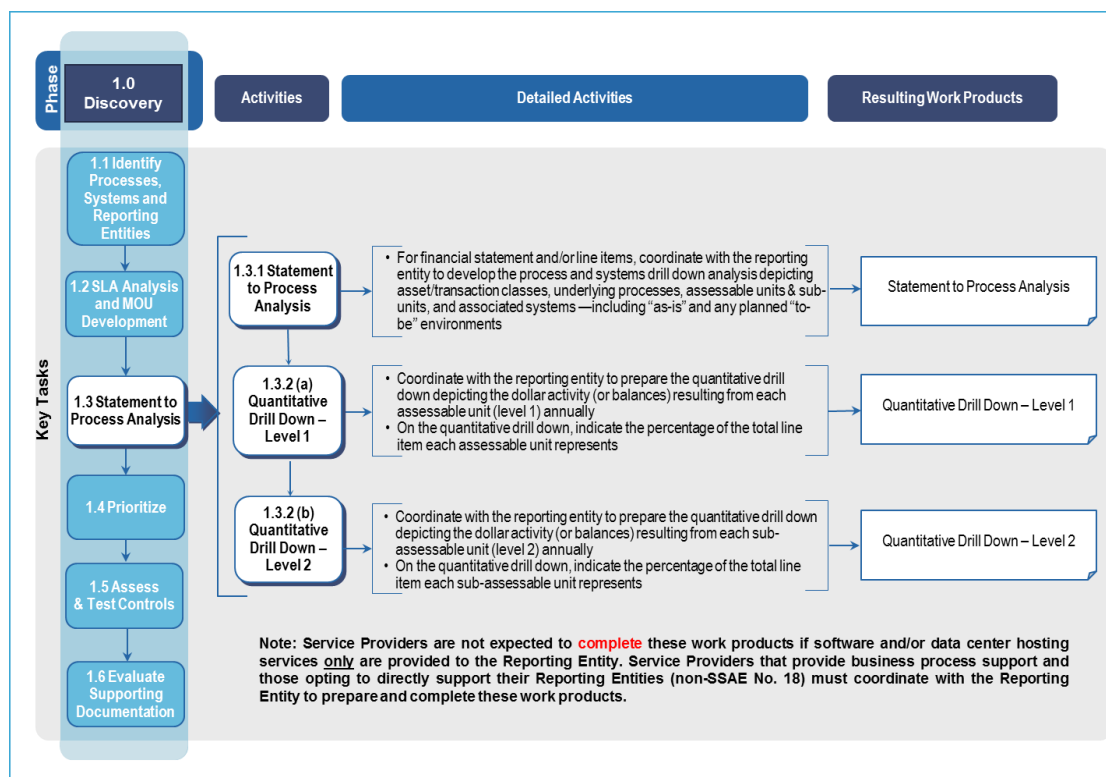 Phase
1.0
Discovery
Activities
Detailed Activities
Resulting Work Products
Key Tasks
1.1 Identify
Processes,
Systems and
Reporting
Entities
1.2 SLA Analysis
and MOU
Development
1.3 Statement to
Process Analysis
1.4 Prioritize
1.5 Assess
& Test Controls
1.6 Evaluate
Supporting
Documentation
1.3.1 Statement
to Process
Analysis
• For financial statement and/or line items, coordinate with the reporting
entity to develop the process and systems drill down analysis depicting
asset/transaction classes, underlying processes, assessable units & sub-
units, and associated systems —including “as-is” and any planned “to-
be” environments
Statement to Process Analysis
1.3.2 (a)
Quantitative
Drill Down –
Level 1
• Coordinate with the reporting entity to prepare the quantitative drill
down depicting the dollar activity (or balances) resulting from each
assessable unit (level 1) annually
• On the quantitative drill down, indicate the percentage of the total line
item each assessable unit represents
Quantitative Drill Down – Level 1
1.3.2 (b)
Quantitative
Drill Down –
Level 2
• Coordinate with the reporting entity to prepare the quantitative drill down
depicting the dollar activity (or balances) resulting from each sub-
assessable unit (level 2) annually
• On the quantitative drill down, indicate the percentage of the total line
item each sub-assessable unit represents
Quantitative Drill Down – Level 2
Note: Service Providers are not expected to complete these work products if software and/or data center hosting
services only are provided to the Reporting Entity. Service Providers that provide business process support and
those opting to directly support their Reporting Entities (non-SSAE No. 18) must coordinate with the Reporting
Entity to prepare and complete these work products.